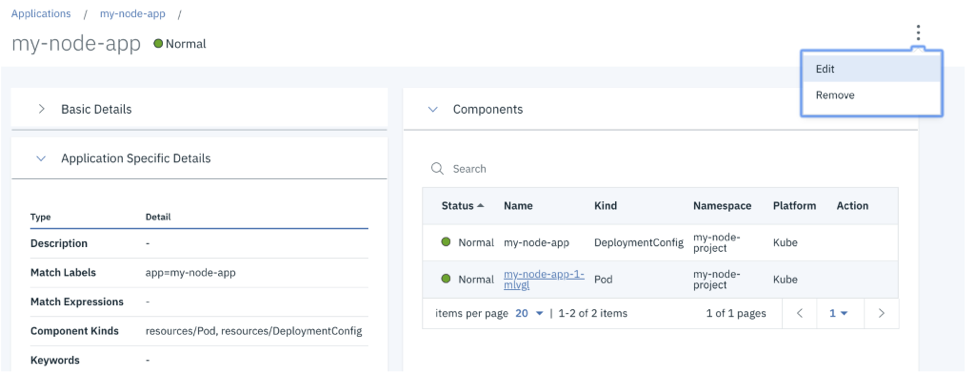 Applications / my-node-app /
my-node-app Normal
Edit
Remove
Basic Details
Application Specific Details
Type Detail
Description -
Match Labels app=my-node-app
Match Expressions -
Component Kinds resources/Pod, resources/DeploymentConfig
Keywords -
Components
Search
Status Name Kind Namespace Platform Action
Normal my-node-app DeploymentConfig my-node-
project Kube
Normal my-node-app-1-
mlvgl Pod my-node-
project Kube
items per page 20 | 1-2 of 2 items 1 of 1 pages < 1 >